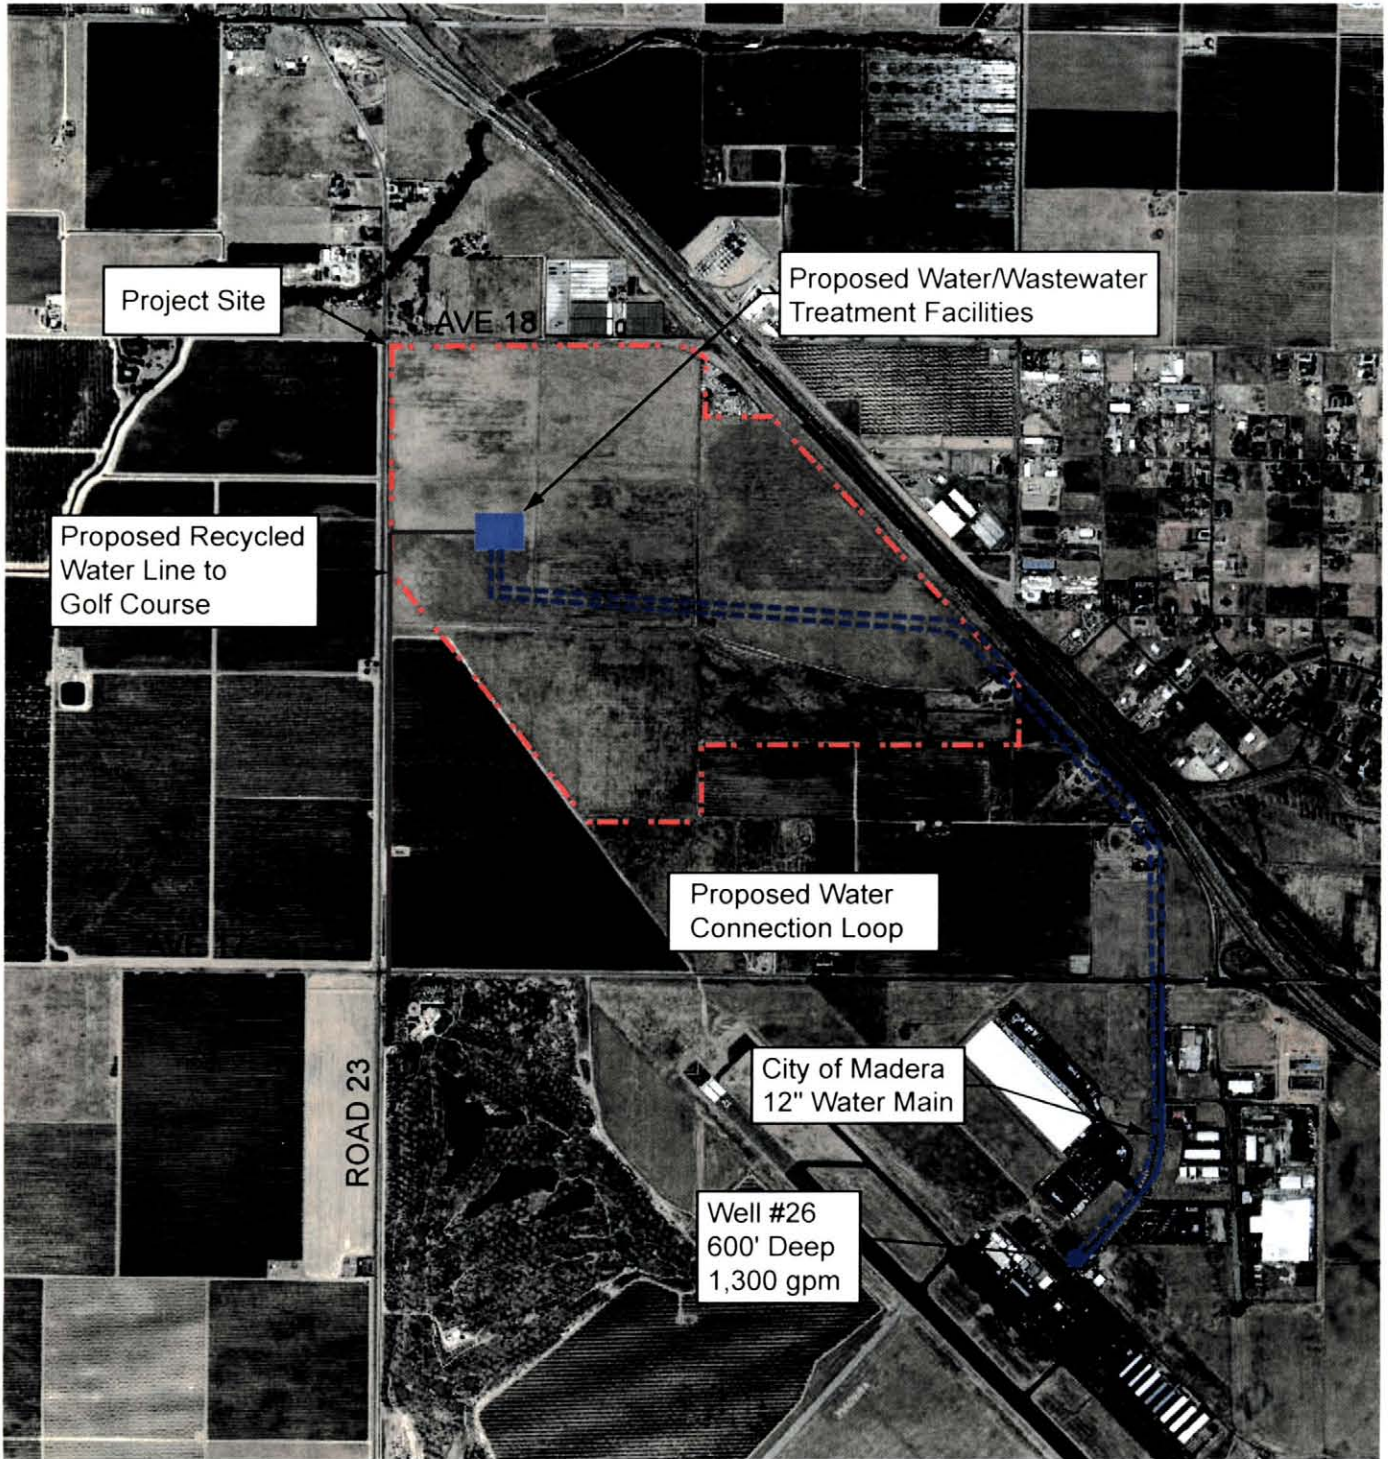 Project Site
AVE 18
Proposed Water/Wastewater
Treatment Facilities
Proposed Recycled
Water Line to
Golf Course
Proposed Water
Connection Loop
ROAD 23
City of Madera
12" Water Main
Well #26
600' Deep
1,300 gpm